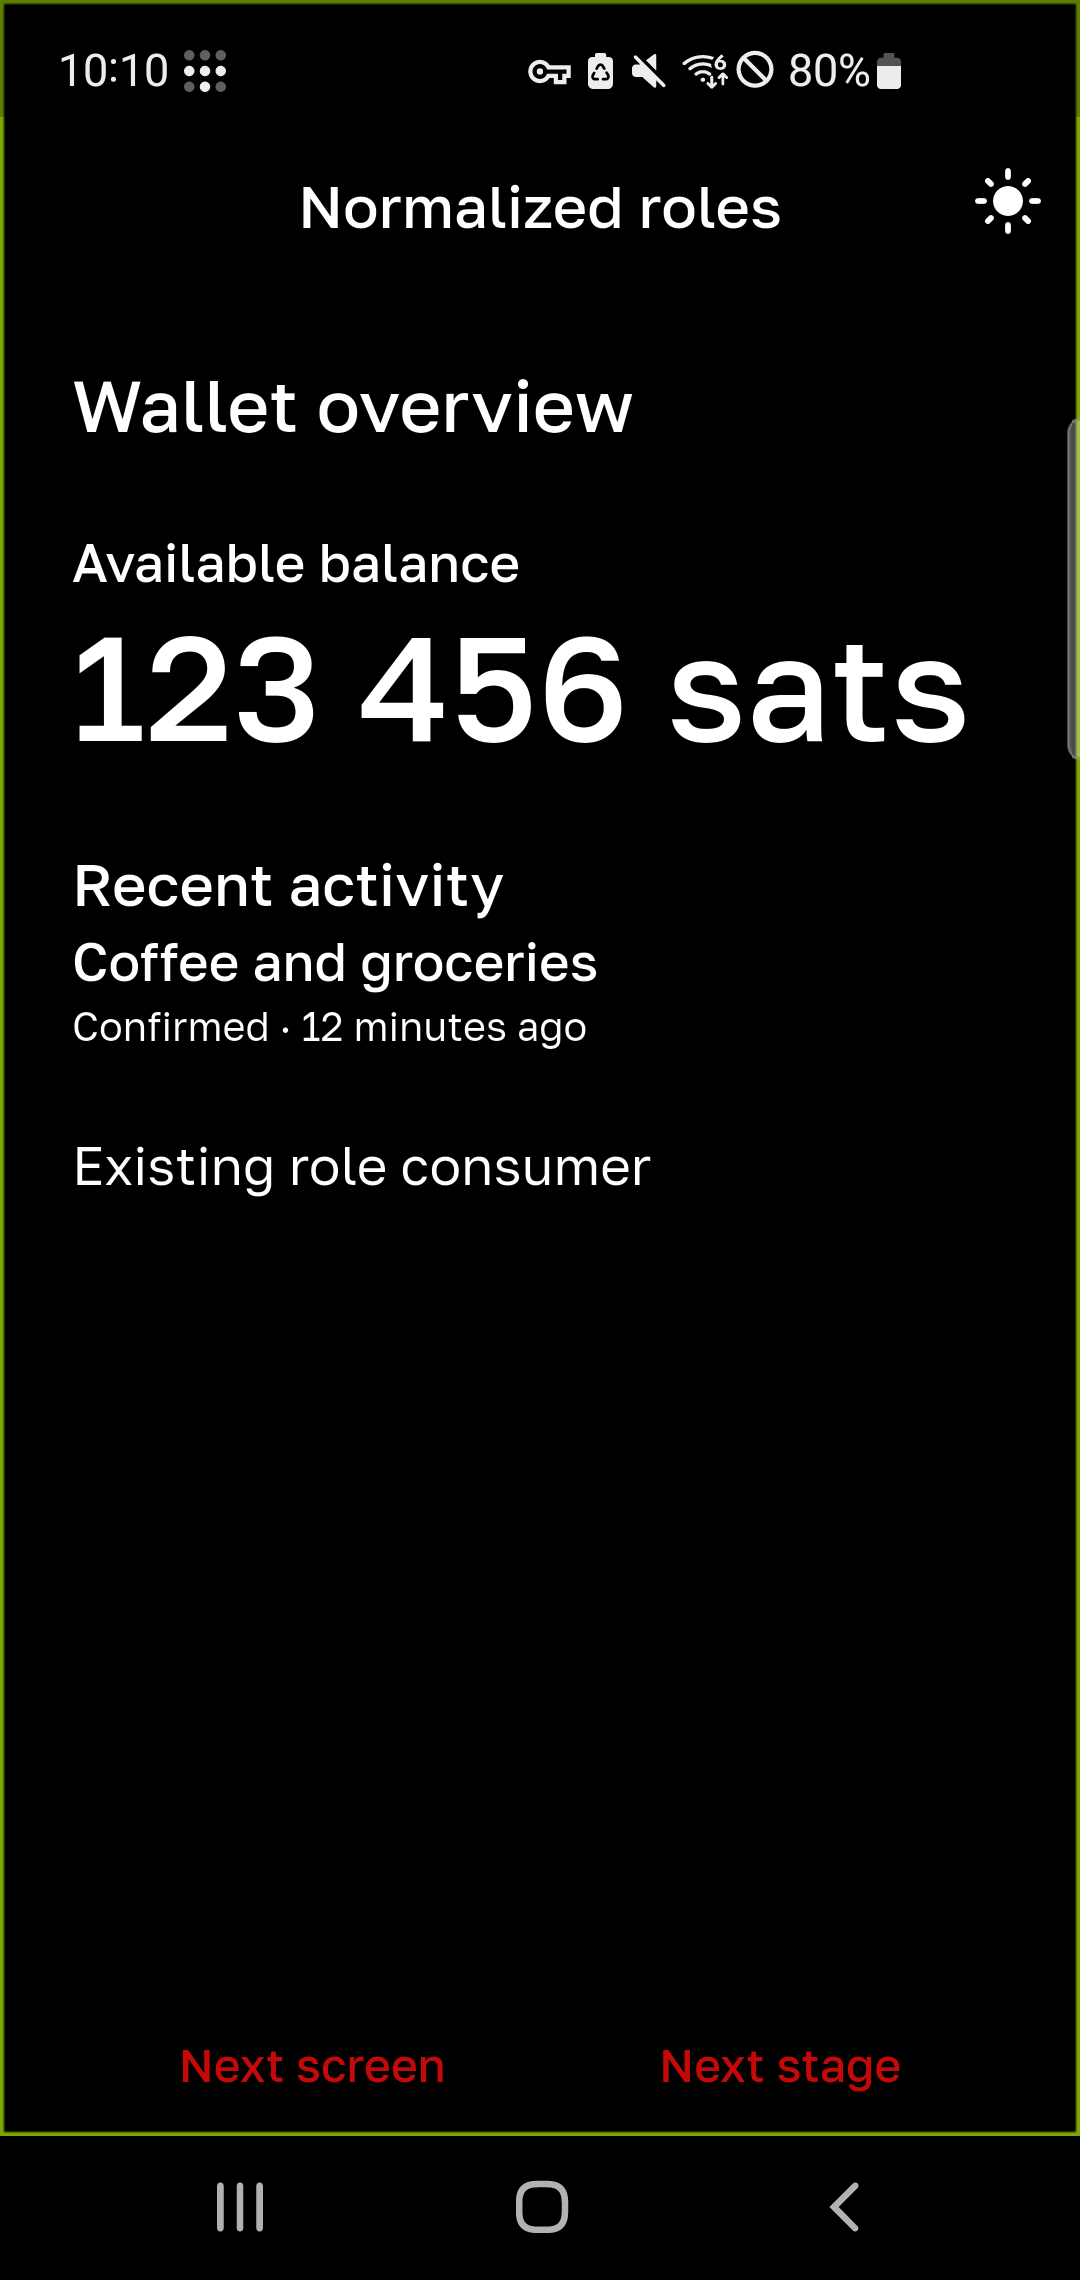 10:10
80%
Normalized roles
Wallet overview
Available balance
123 456 sats
Recent activity
Coffee and groceries
Confirmed · 12 minutes ago
Existing role consumer
Next screen
Next stage